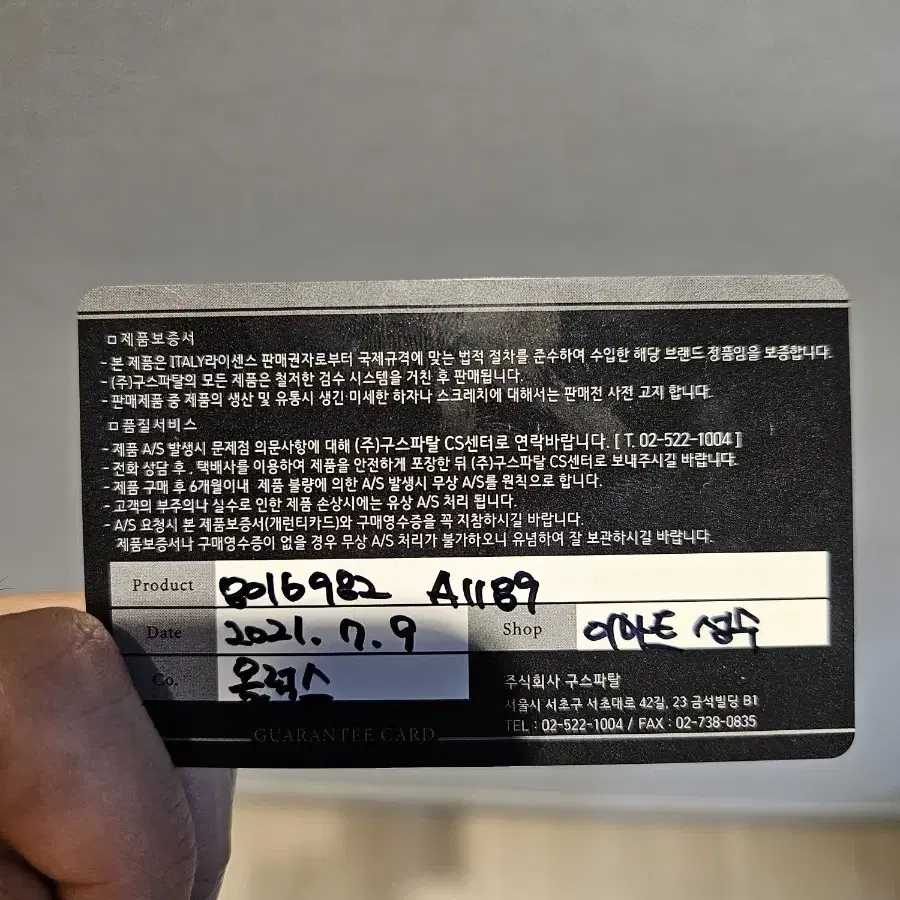 ㅁ제품보증서
- 본 제품은 ITALY라이센스 판매권자로부터 국제규격에 맞는 법적 절차를 준수하여 수입한 해당 브랜드 정품임을 보증합니다.
- (주)구스파탈의 모든 제품은 철저한 검수 시스템을 거친 후 판매됩니다.
- 판매제품 중 제품의 생산 및 유통시 생긴 미세한 하자나 스크레치에 대해서는 판매전 사전 고지 합니다.
ㅁ품질서비스
- 제품 A/S 발생시 문제점 의문사항에 대해 (주)구스파탈 CS센터로 연락바랍니다. [ T. 02-522-1004 ]
- 전화 상담 후 , 택배사를 이용하여 제품을 안전하게 포장한 뒤 (주)구스파탈 CS센터로 보내주시길 바랍니다.
- 제품 구매 후 6개월이내 제품 불량에 의한 A/S 발생시 무상 A/S를 원칙으로 합니다.
- 고객의 부주의나 실수로 인한 제품 손상시에는 유상 A/S 처리 됩니다.
- A/S 요청시 본 제품보증서(개런티카드)와 구매영수증을 꼭 지참하시길 바랍니다.
제품보증서나 구매영수증이 없을 경우 무상 A/S 처리가 불가하오니 유념하여 잘 보관하시길 바랍니다.
Product 8016982 A1189
Date 2021. 7. 9 Shop 이마트 성수
Co. 올럭스
주식회사 구스파탈
서울시 서초구 서초대로 42길, 23 금석빌딩 B1
TEL : 02-522-1004 / FAX : 02-738-0835
GUARANTEE CARD